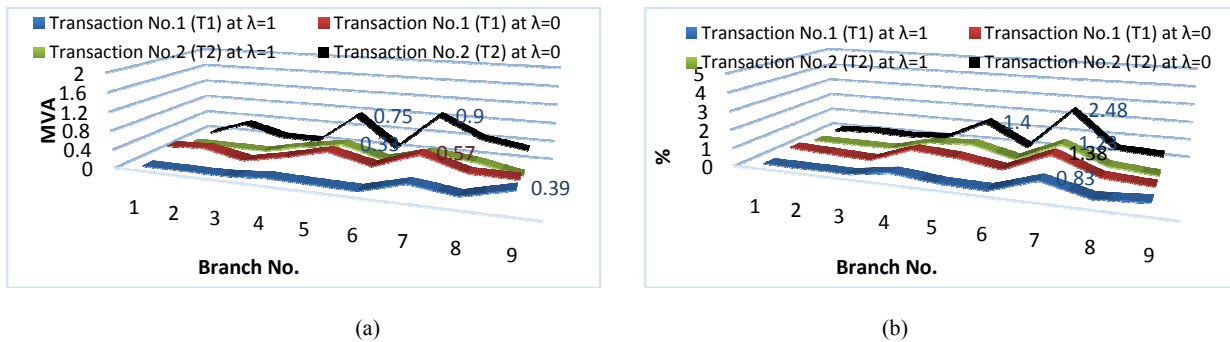 Transaction No.1 (T1) at λ=1 Transaction No.1 (T1) at λ=0
Transaction No.2 (T2) at λ=1 Transaction No.2 (T2) at λ=0
MVA
2
1.6
1.2
0.8
0.4
0
0.75
0.9
0.57
0.39
1 2 3 4 5 6 7 8 9
Branch No.
(a)
Transaction No.1 (T1) at λ=1 Transaction No.1 (T1) at λ=0
Transaction No.2 (T2) at λ=1 Transaction No.2 (T2) at λ=0
%
5
4
3
2
1
0
1.4
2.48
1.38
0.83
1 2 3 4 5 6 7 8 9
Branch No.
(b)